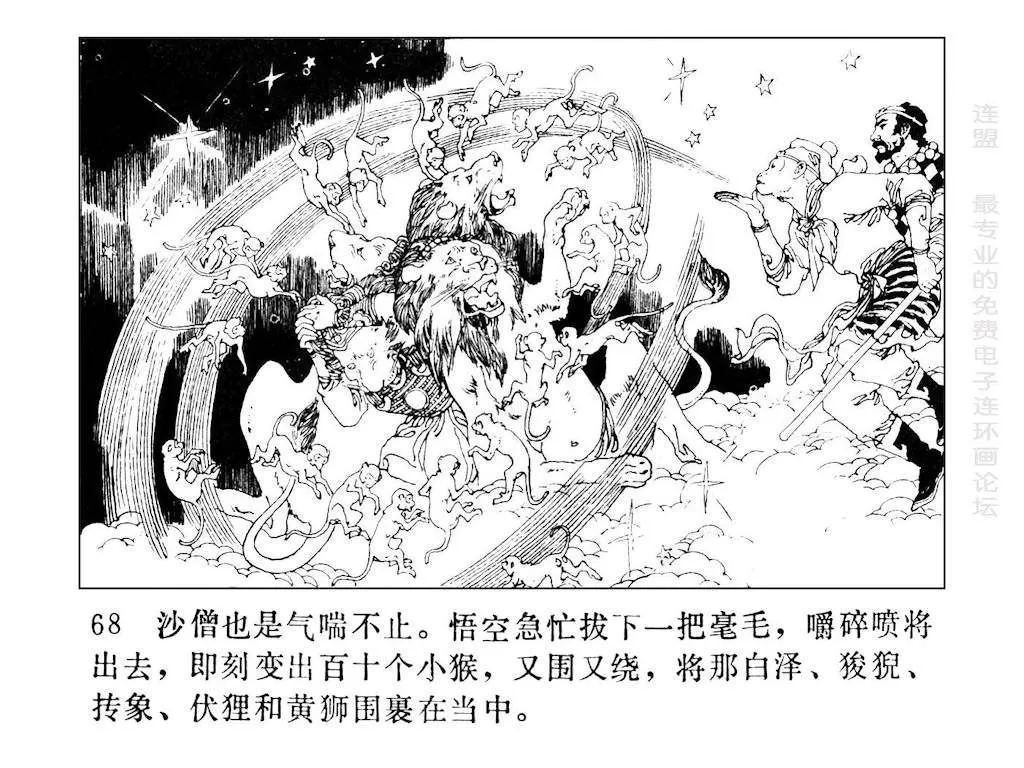 68 沙僧也是气喘不止。悟空急忙拔下一把毫毛，嚼碎喷将
出去，即刻变出百十个小猴，又围又绕，将那白泽、狻猊、
抟象、伏狸和黄狮围裹在当中。
连盟 最专业的免费电子连环画论坛